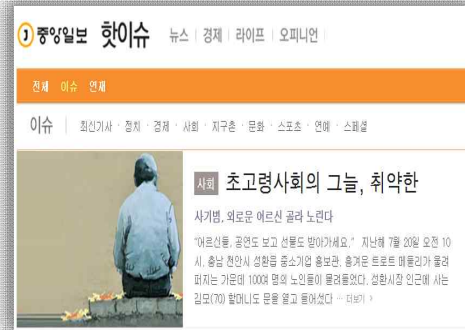 중앙일보 핫이슈 뉴스 | 경제 | 라이프 | 오피니언
전체 이슈 연재
이슈 | 최신기사 · 정치 · 경제 · 사회 · 지구촌 · 문화 · 스포츠 · 연예 · 스페셜
사회 초고령사회의 그늘, 취약한
사기범, 외로운 어르신 골라 노린다
"어르신들, 공연도 보고 선물도 받아가세요." 지난해 7월 20일 오전 10
시, 충남 천안시 성환읍 중소기업 홍보관, 흥겨운 트로트 메들리가 울려
퍼지는 가운데 100여 명의 노인들이 몰려들었다. 성환시장 인근에 사는
김모(70) 할머니도 문을 열고 들어섰다 … 더보기 >